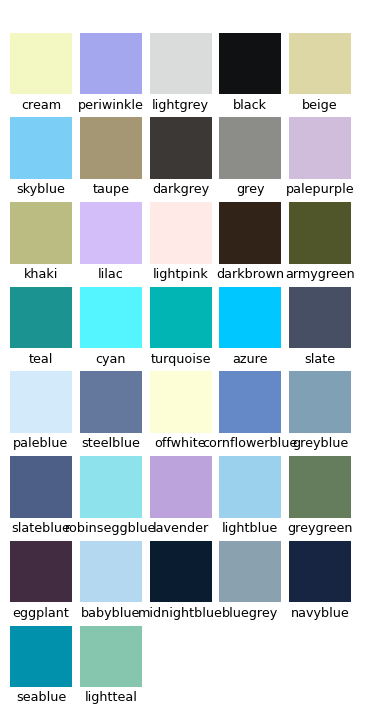 cream periwinkle lightgrey black beige
skyblue taupe darkgrey grey palepurple
khaki lilac lightpink darkbrown armygreen
teal cyan turquoise azure slate
paleblue steelblue offwhite cornflowerblue greyblue
slateblue robinseggblue lavender lightblue greygreen
eggplant babyblue midnightblue bluegrey navyblue
seablue lightteal